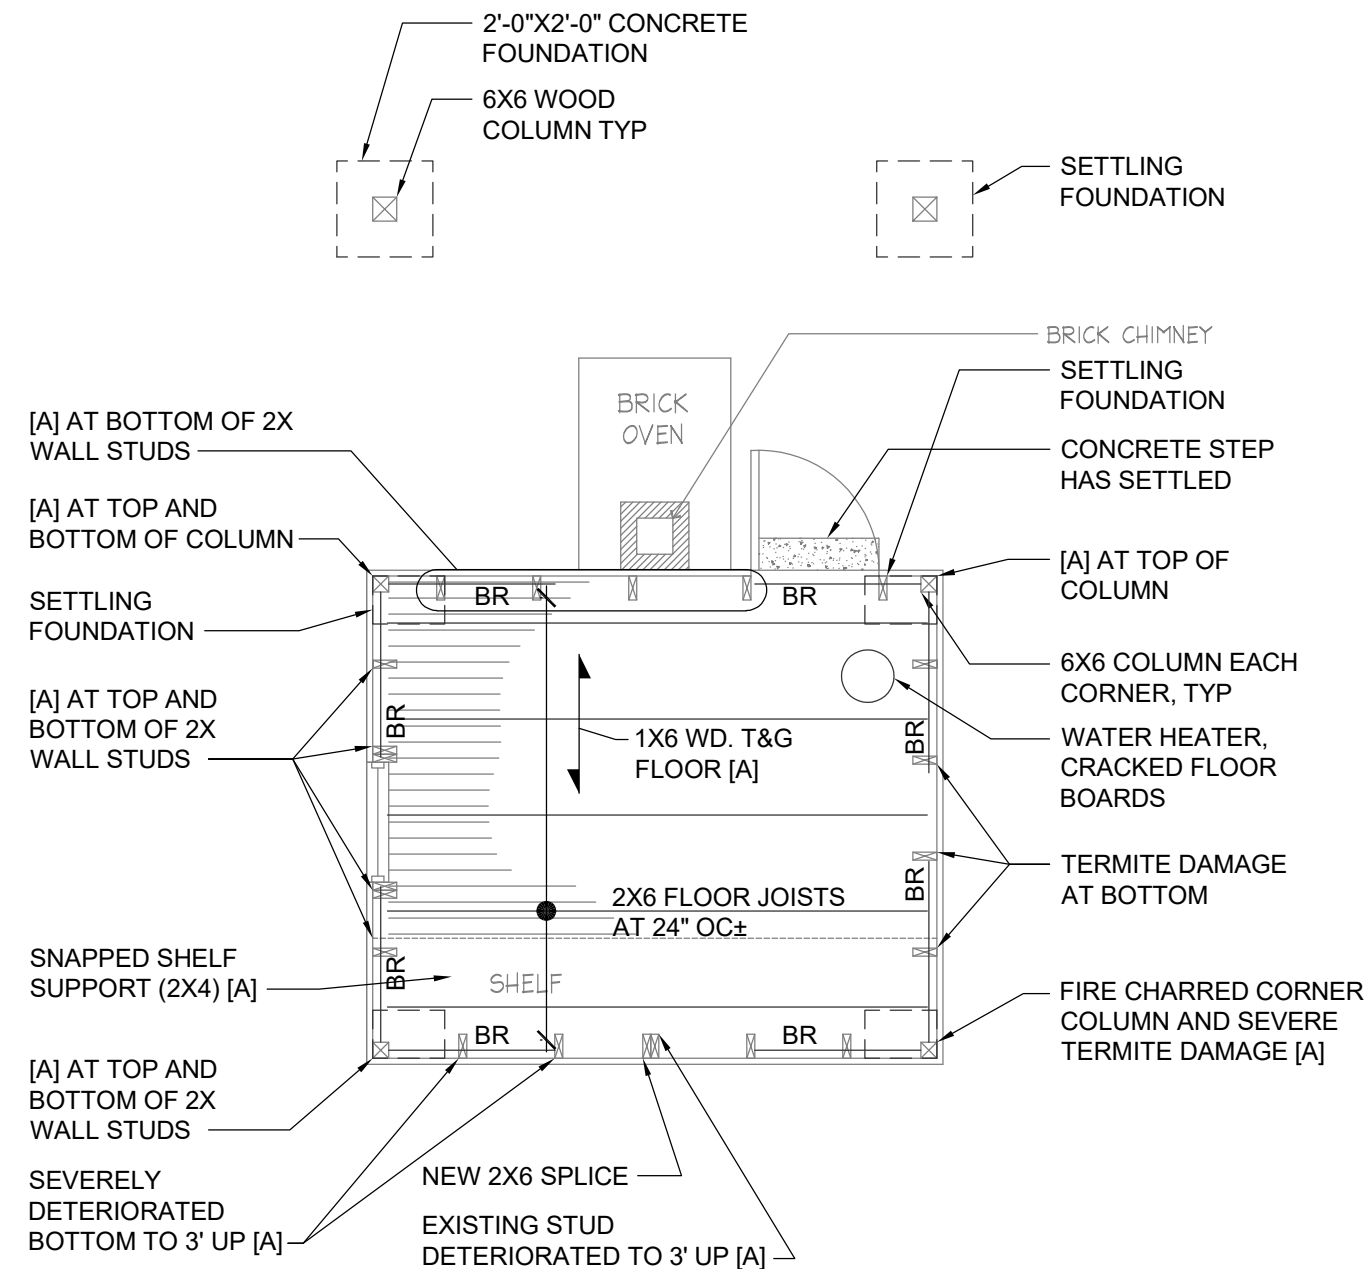 2'-0"X2'-0" CONCRETE
FOUNDATION
6X6 WOOD
COLUMN TYP
SETTLING
FOUNDATION
BRICK CHIMNEY
SETTLING
FOUNDATION
BRICK
OVEN
[A] AT BOTTOM OF 2X
WALL STUDS
CONCRETE STEP
HAS SETTLED
[A] AT TOP AND
BOTTOM OF COLUMN
[A] AT TOP OF
COLUMN
BR
BR
SETTLING
FOUNDATION
6X6 COLUMN EACH
CORNER, TYP
[A] AT TOP AND
BOTTOM OF 2X
WALL STUDS
BR
1X6 WD. T&G
FLOOR [A]
BR
WATER HEATER,
CRACKED FLOOR
BOARDS
2X6 FLOOR JOISTS
AT 24" OC±
BR
TERMITE DAMAGE
AT BOTTOM
SNAPPED SHELF
SUPPORT (2X4) [A]
BR
SHELF
FIRE CHARRED CORNER
COLUMN AND SEVERE
TERMITE DAMAGE [A]
BR
BR
[A] AT TOP AND
BOTTOM OF 2X
WALL STUDS
SEVERELY
DETERIORATED
BOTTOM TO 3' UP [A]
NEW 2X6 SPLICE
EXISTING STUD
DETERIORATED TO 3' UP [A]